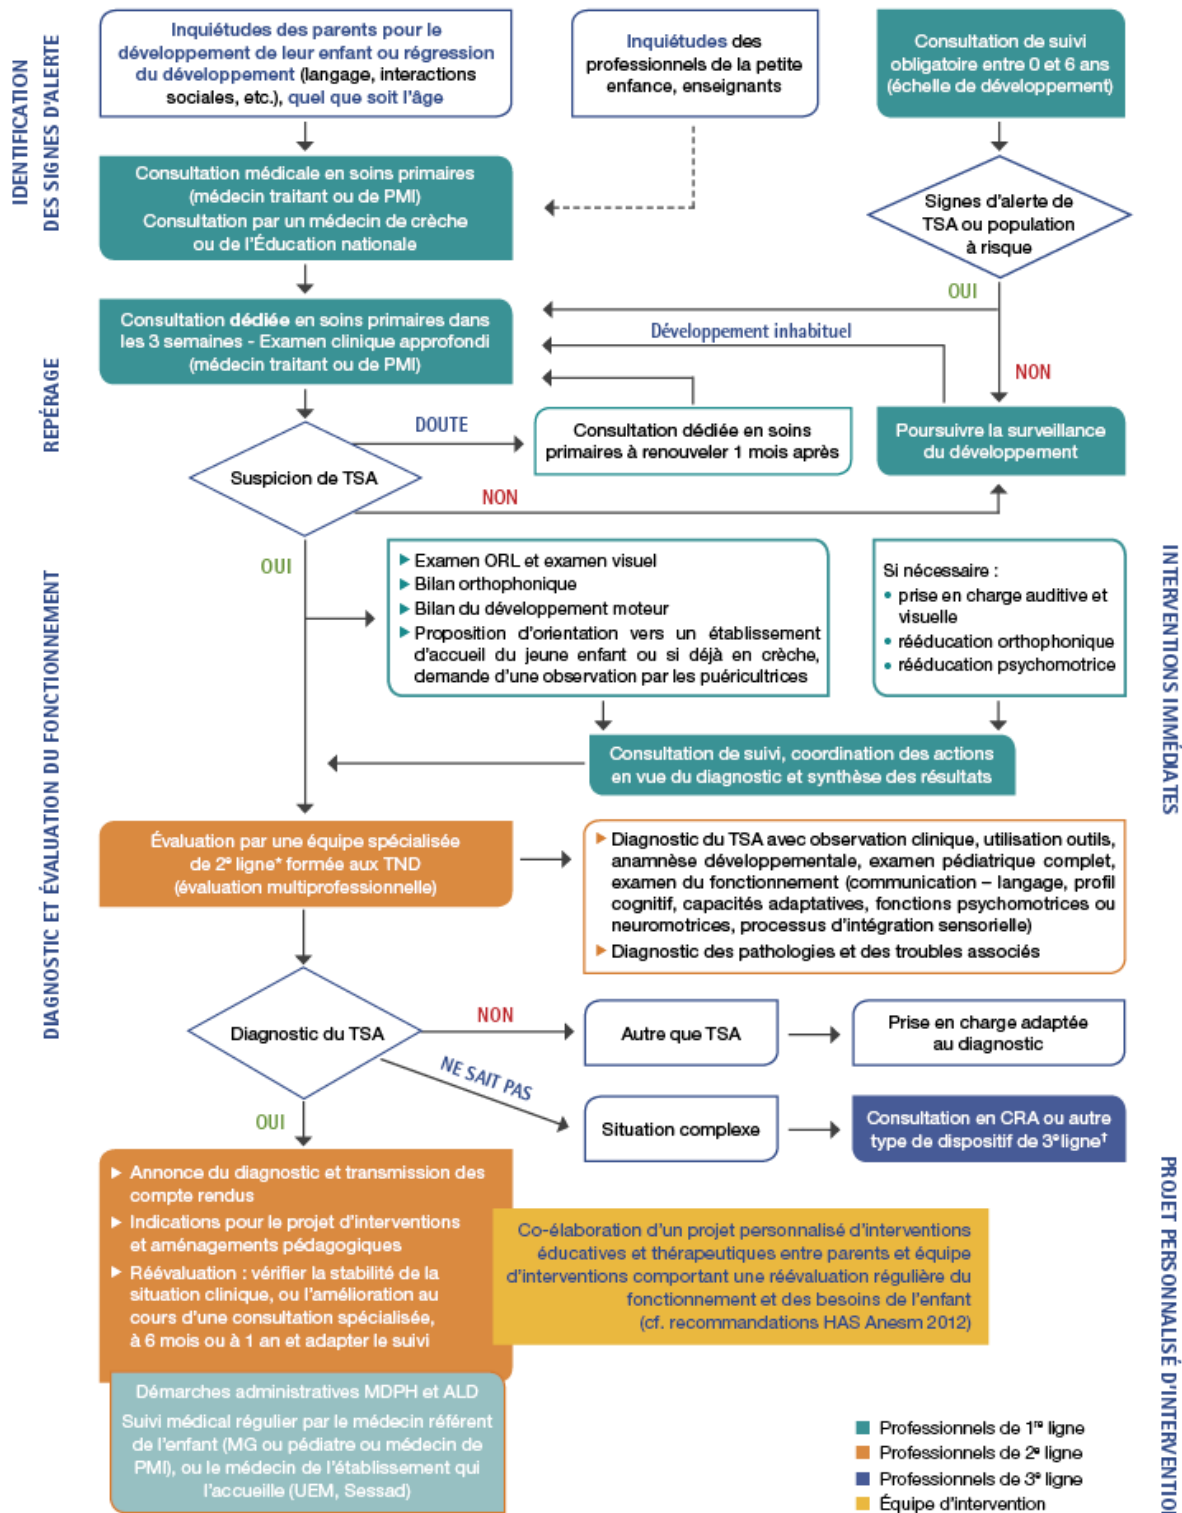 IDENTIFICATION
DES SIGNES D'ALERTE
Inquiétudes des parents pour le
développement de leur enfant ou régression
du développement (langage, interactions
sociales, etc.), quel que soit l'âge
Inquiétudes des
professionnels de la petite
enfance, enseignants
Consultation de suivi
obligatoire entre 0 et 6 ans
(échelle de développement)
Consultation médicale en soins primaires
(médecin traitant ou de PMI)
Consultation par un médecin de crèche
ou de l'Éducation nationale
Signes d'alerte de
TSA ou population
à risque
OUI
NON
REPÉRAGE
Consultation dédiée en soins primaires dans
les 3 semaines - Examen clinique approfondi
(médecin traitant ou de PMI)
Développement inhabituel
DOUTE
Consultation dédiée en soins
primaires à renouveler 1 mois après
Poursuivre la surveillance
du développement
Suspicion de TSA
NON
OUI
DIAGNOSTIC ET ÉVALUATION DU FONCTIONNEMENT
INTERVENTIONS IMMÉDIATES
▶ Examen ORL et examen visuel
▶ Bilan orthophonique
▶ Bilan du développement moteur
▶ Proposition d'orientation vers un établissement
d'accueil du jeune enfant ou si déjà en crèche,
demande d'une observation par les puéricultrices
Si nécessaire :
• prise en charge auditive et
visuelle
• rééducation orthophonique
• rééducation psychomotrice
Consultation de suivi, coordination des actions
en vue du diagnostic et synthèse des résultats
Évaluation par une équipe spécialisée
de 2e ligne* formée aux TND
(évaluation multiprofessionnelle)
▶ Diagnostic du TSA avec observation clinique, utilisation outils,
anamnèse développementale, examen pédiatrique complet,
examen du fonctionnement (communication – langage, profil
cognitif, capacités adaptatives, fonctions psychomotrices ou
neuromotrices, processus d'intégration sensorielle)
▶ Diagnostic des pathologies et des troubles associés
Diagnostic du TSA
NON
Autre que TSA
Prise en charge adaptée
au diagnostic
NE SAIT PAS
Situation complexe
Consultation en CRA ou autre
type de dispositif de 3e ligne†
OUI
PROJET PERSONNALISÉ D'INTERVENTION
▶ Annonce du diagnostic et transmission des
compte rendus
▶ Indications pour le projet d'interventions
et aménagements pédagogiques
▶ Réévaluation : vérifier la stabilité de la
situation clinique, ou l'amélioration au
cours d'une consultation spécialisée,
à 6 mois ou à 1 an et adapter le suivi
Co-élaboration d'un projet personnalisé d'interventions
éducatives et thérapeutiques entre parents et équipe
d'interventions comportant une réévaluation régulière du
fonctionnement et des besoins de l'enfant
(cf. recommandations HAS Anesm 2012)
Démarches administratives MDPH et ALD
Suivi médical régulier par le médecin référent
de l'enfant (MG ou pédiatre ou médecin de
PMI), ou le médecin de l'établissement qui
l'accueille (UEM, Sessad)
Professionnels de 1re ligne
Professionnels de 2e ligne
Professionnels de 3e ligne
Équipe d'intervention